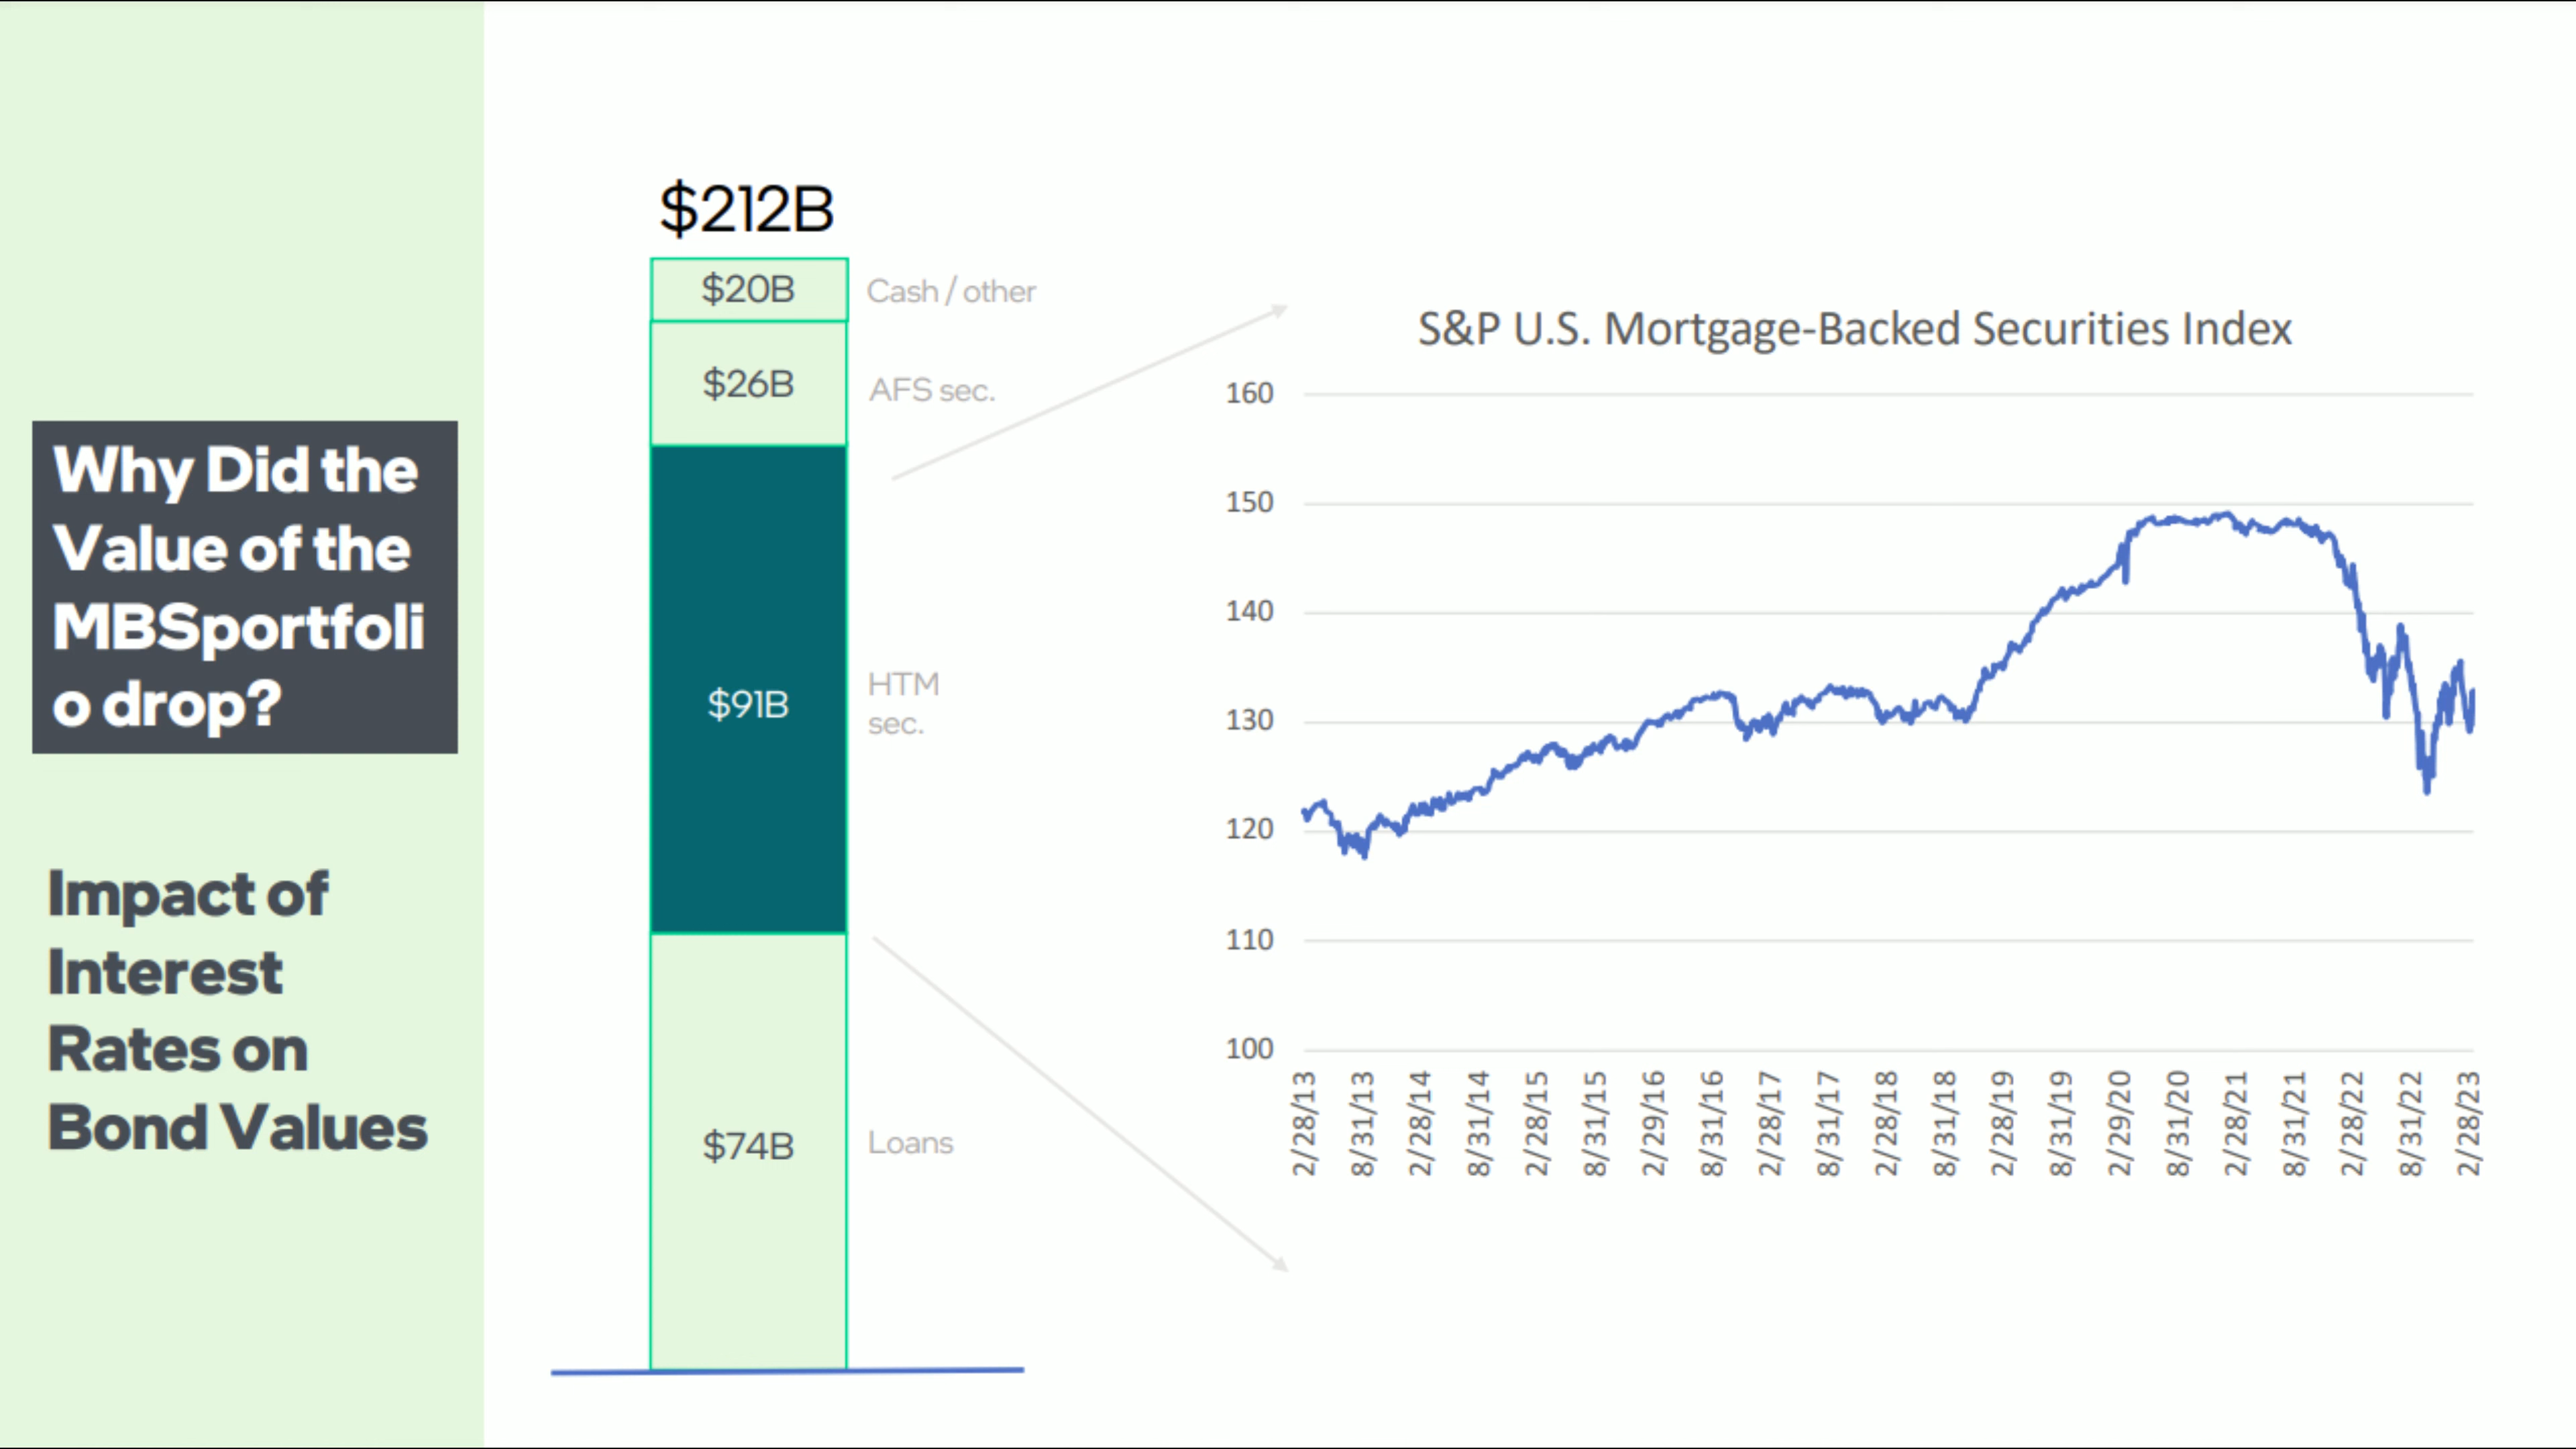 Why Did the
Value of the
MBSportfoli
o drop?
Impact of
Interest
Rates on
Bond Values
$212B
$20B
Cash / other
$26B
AFS sec.
$91B
HTM
sec.
$74B
Loans
S&P U.S. Mortgage-Backed Securities Index
160
150
140
130
120
110
100
2/28/13
8/31/13
2/28/14
8/31/14
2/28/15
8/31/15
2/29/16
8/31/16
2/28/17
8/31/17
2/28/18
8/31/18
2/28/19
8/31/19
2/29/20
8/31/20
2/28/21
8/31/21
2/28/22
8/31/22
2/28/23